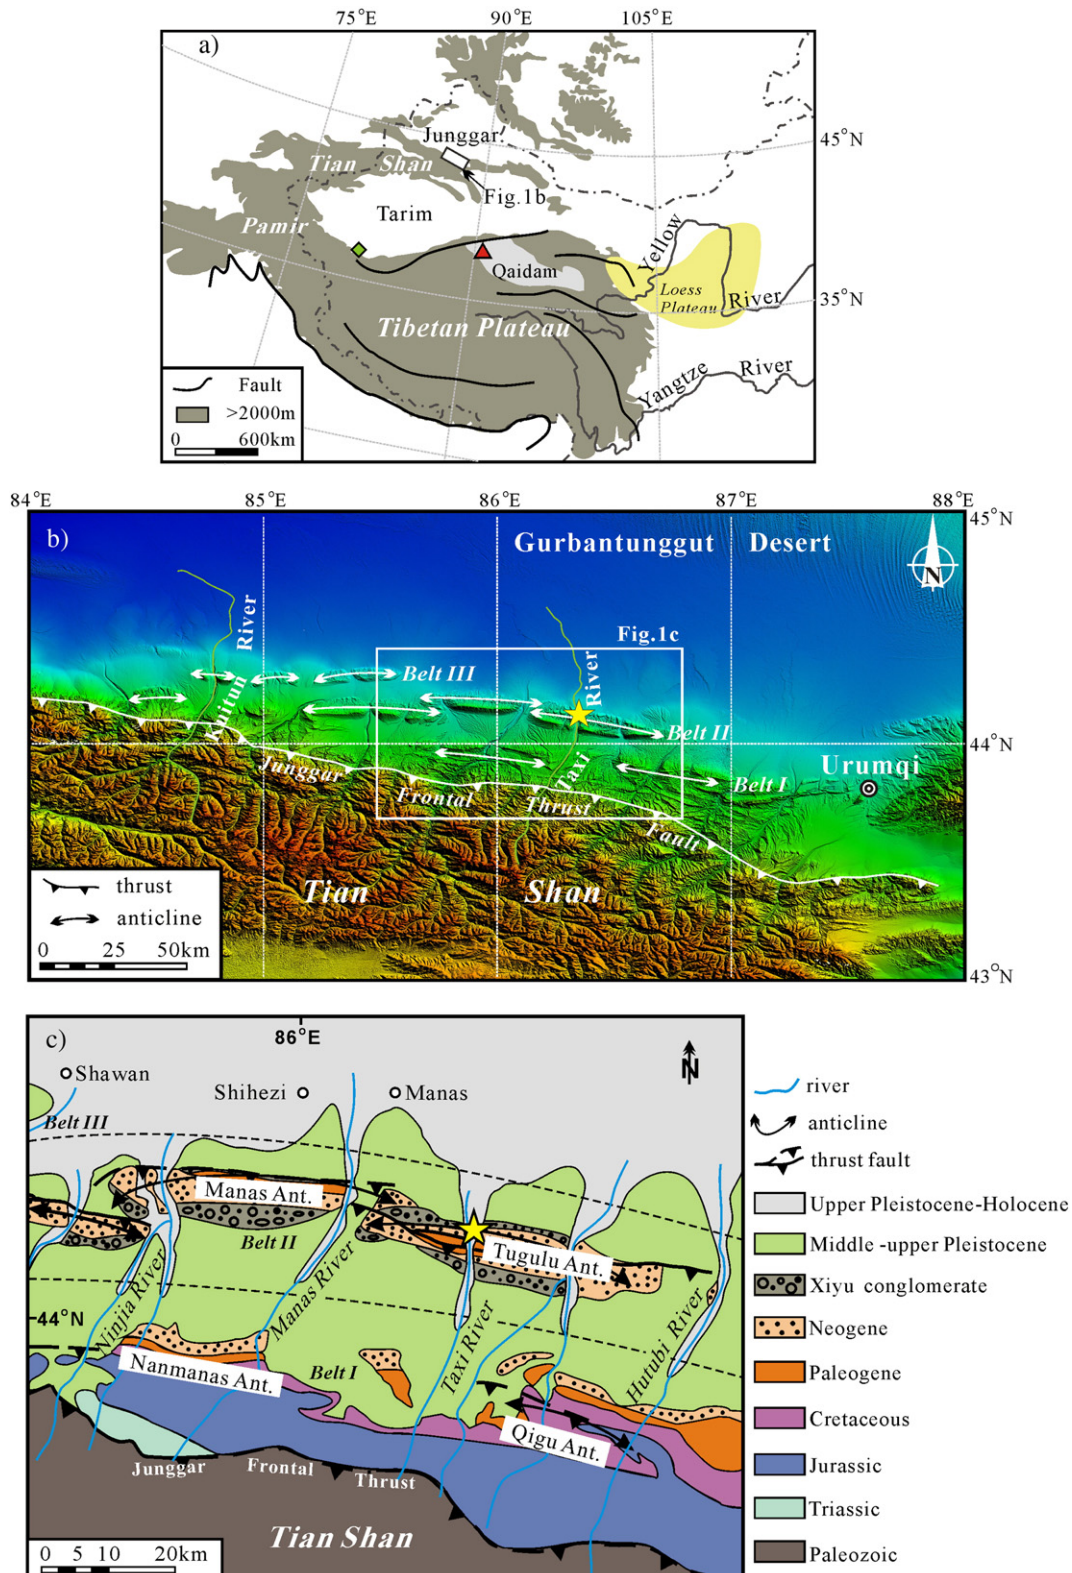 75°E 90°E 105°E
a)
Junggar
45°N
Tian Shan
Fig.1b
Tarim
Pamir
Yellow
Qaidam
Loess
Plateau
River
35°N
Tibetan Plateau
Yangtze River
Fault
>2000m
0 600km
84°E 85°E 86°E 87°E 88°E
45°N
b)
Gurbantunggut Desert
N
River
Fig.1c
Belt III
River
Kuitun
Belt II
44°N
Urumqi
Junggar
Taxi
Belt I
Frontal
Thrust
Fault
Tian Shan
thrust
anticline
0 25 50km
43°N
c)
86°E
N
Shawan
Shihezi
Manas
Belt III
Manas Ant.
Belt II
Tugulu Ant.
Ninjia River
Manas River
44°N
Taxi River
Hutubi River
Belt I
Nanmanas Ant.
Qigu Ant.
Junggar Frontal Thrust
Tian Shan
0 5 10 20km
river
anticline
thrust fault
Upper Pleistocene-Holocene
Middle -upper Pleistocene
Xiyu conglomerate
Neogene
Paleogene
Cretaceous
Jurassic
Triassic
Paleozoic